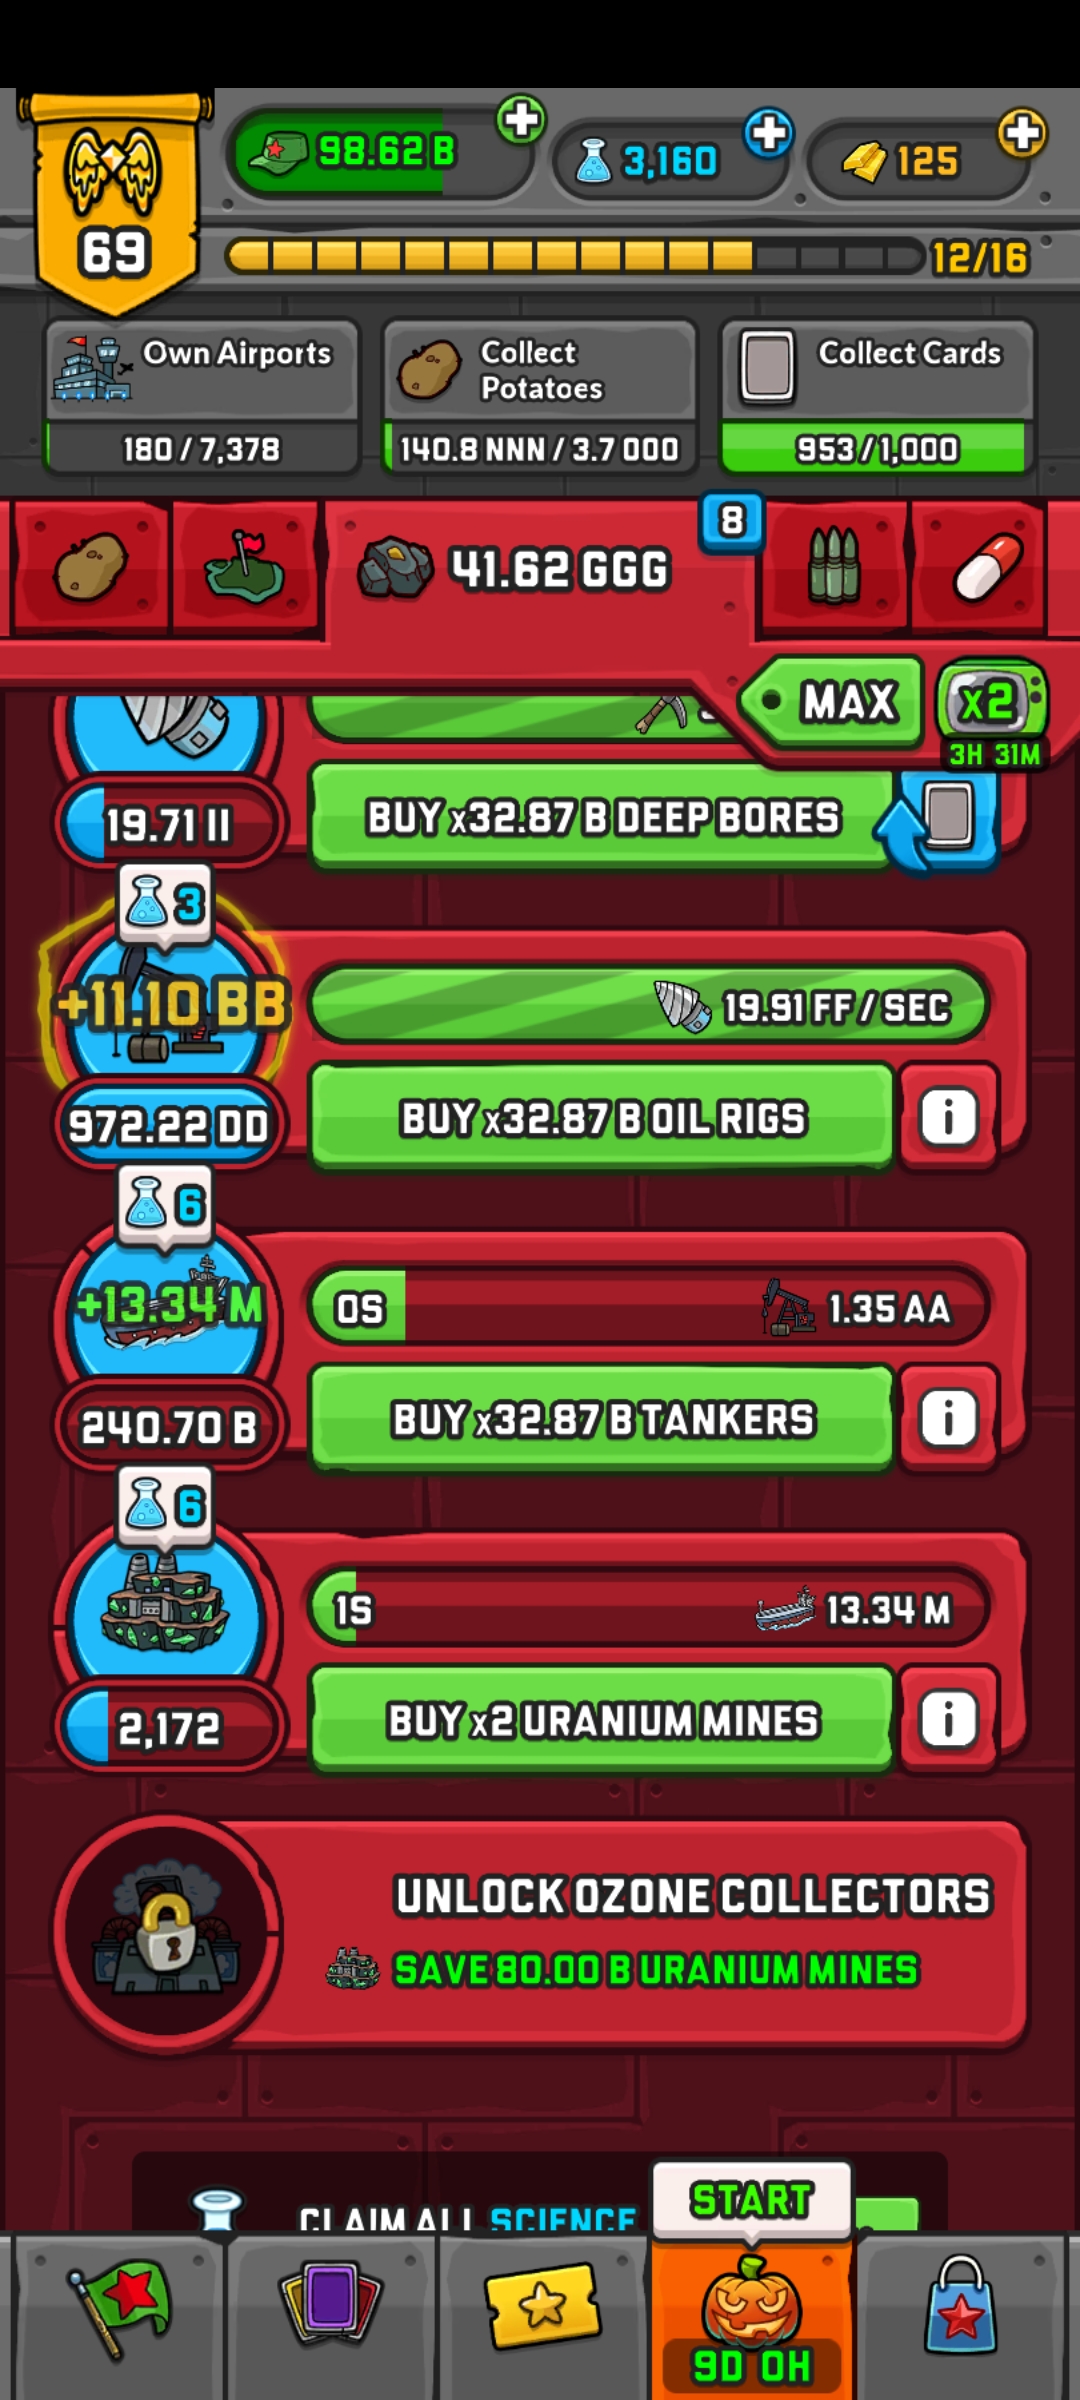 98.62 B
3,160
125
69
12/16
Own Airports
180 / 7,378
Collect
Potatoes
140.8 NNN / 3.7 OOO
Collect Cards
953 / 1,000
41.62 GGG
8
MAX
x2
3H 31M
19.71 II
BUY x32.87 B DEEP BORES
3
+11.10 BB
19.91 FF / SEC
972.22 DD
BUY x32.87 B OIL RIGS
i
6
+13.34 M
0S
1.35 AA
240.70 B
BUY x32.87 B TANKERS
i
6
1S
13.34 M
2,172
BUY x2 URANIUM MINES
i
UNLOCK OZONE COLLECTORS
SAVE 80.00 B URANIUM MINES
CLAIM ALL SCIENCE
START
9D 0H